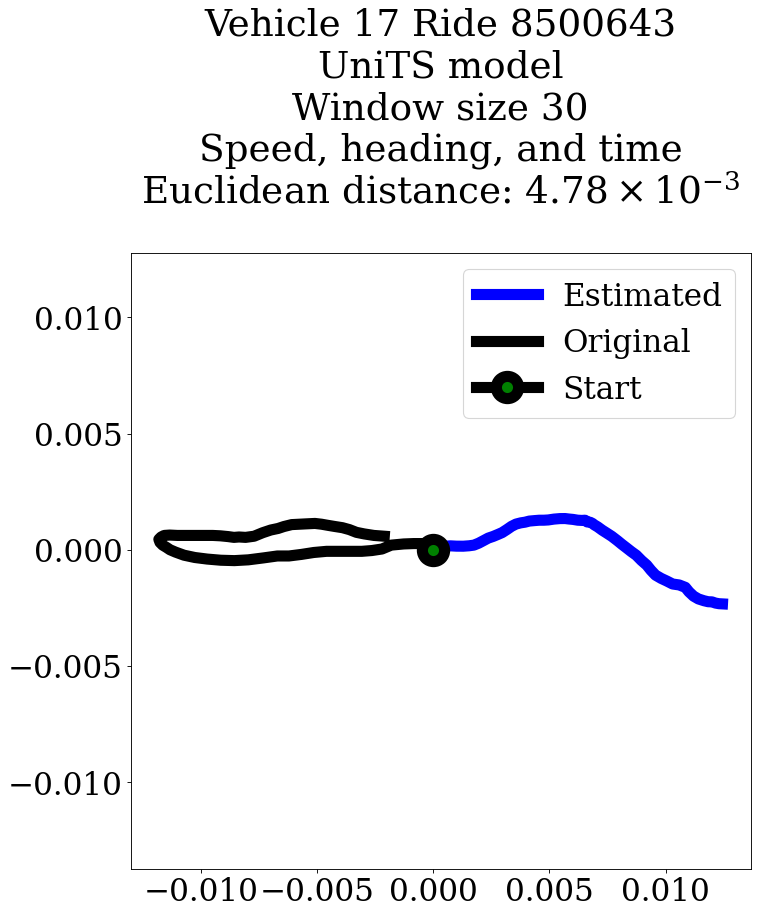 Vehicle 17 Ride 8500643
UniTS model
Window size 30
Speed, heading, and time
Euclidean distance: 4.78 × 10⁻³
Estimated
Original
Start
0.010
0.005
0.000
−0.005
−0.010
−0.010 −0.005 0.000 0.005 0.010